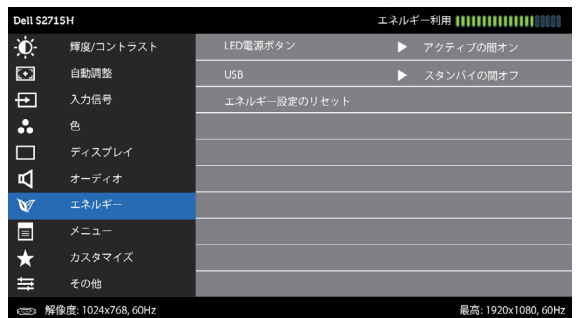 Dell S2715H エネルギー利用
輝度/コントラスト LED電源ボタン アクティブの間オン
自動調整 USB スタンバイの間オフ
入力信号 エネルギー設定のリセット
色
ディスプレイ
オーディオ
エネルギー
メニュー
カスタマイズ
その他
解像度: 1024x768, 60Hz 最高: 1920x1080, 60Hz